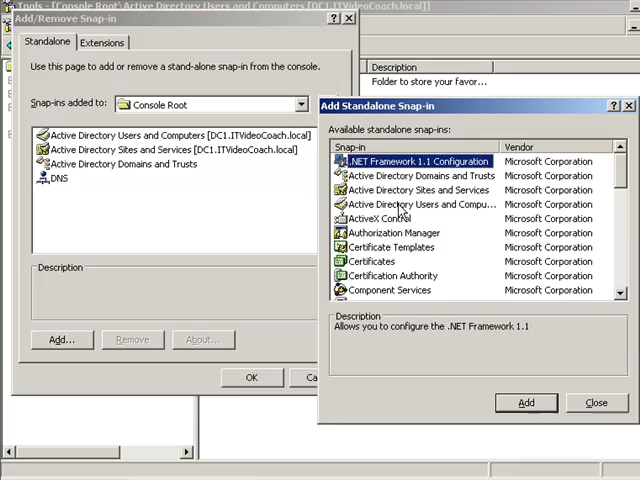 Tools - [Console Root\Active Directory Users and Computers [DC1.ITVideoCoach.local]]
Add/Remove Snap-in
Standalone
Extensions
Use this page to add or remove a stand-alone snap-in from the console.
Snap-ins added to:
Console Root
Active Directory Users and Computers [DC1.ITVideoCoach.local]
Active Directory Sites and Services [DC1.ITVideoCoach.local]
Active Directory Domains and Trusts
DNS
Description
Add...
Remove
About...
OK
Ca
Description
Folder to store your favor...
Add Standalone Snap-in
Available standalone snap-ins:
Snap-in Vendor
.NET Framework 1.1 Configuration Microsoft Corporation
Active Directory Domains and Trusts Microsoft Corporation
Active Directory Sites and Services Microsoft Corporation
Active Directory Users and Compu... Microsoft Corporation
ActiveX Control Microsoft Corporation
Authorization Manager Microsoft Corporation
Certificate Templates Microsoft Corporation
Certificates Microsoft Corporation
Certification Authority Microsoft Corporation
Component Services Microsoft Corporation
Description
Allows you to configure the .NET Framework 1.1
Add
Close